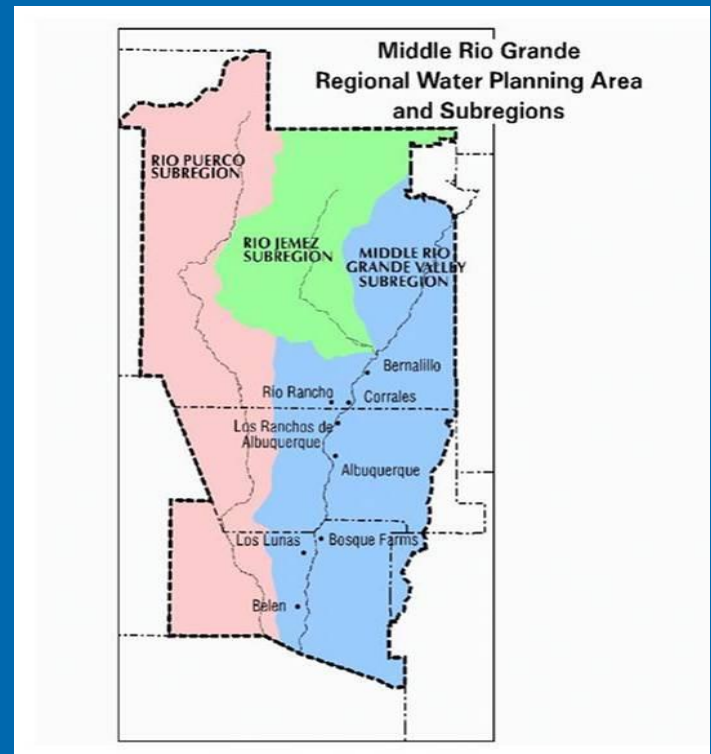 Middle Rio Grande
Regional Water Planning Area
and Subregions
RIO PUERCO
SUBREGION
RIO JEMEZ
SUBREGION
MIDDLE RIO
GRANDE VALLEY
SUBREGION
Bernalillo
Rio Rancho
Corrales
Los Ranchos de
Albuquerque
Albuquerque
Los Lunas
Bosque Farms
Belen